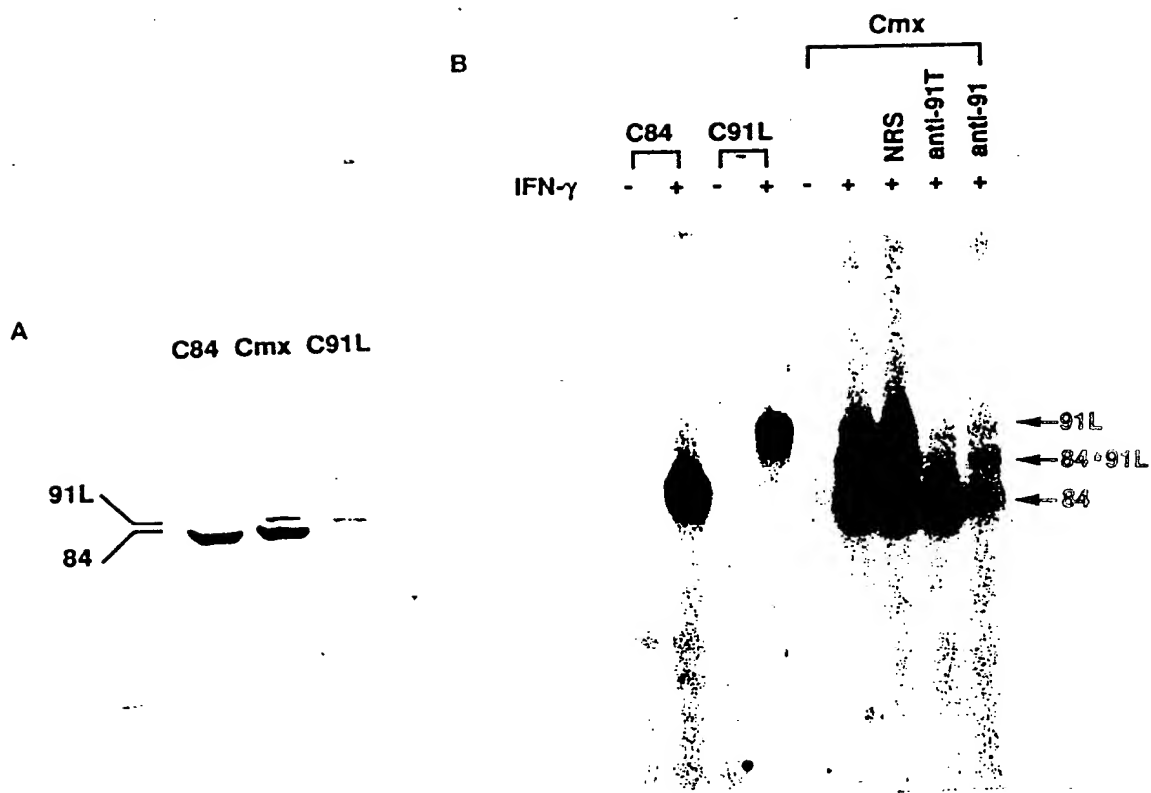 A
C84 Cmx C91L
91L
84
B
Cmx
C84 C91L NRS anti-91T anti-91
IFN-γ - + - + - + + + +
91L
84•91L
84